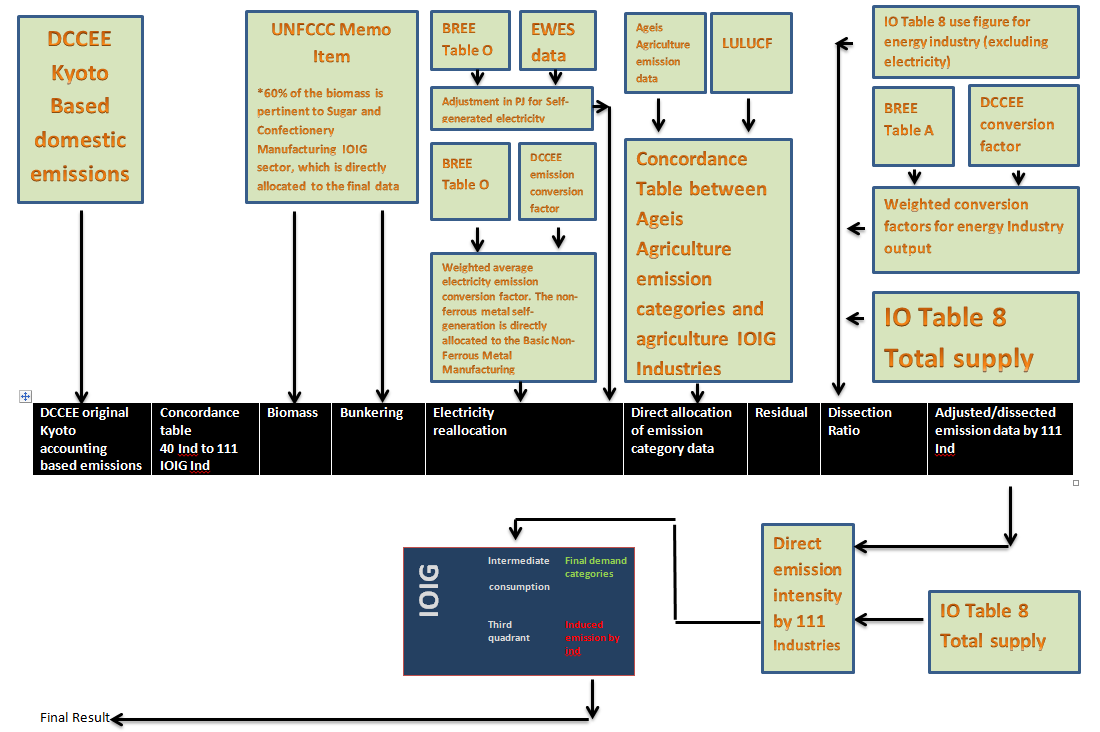 DCCEE
Kyoto
Based
domestic
emissions
UNFCCC Memo
Item
*60% of the biomass is
pertinent to Sugar and
Confectionery
Manufacturing IOIG
sector, which is directly
allocated to the final data
BREE
Table O
EWES
data
Adjustment in PJ for Self-
generated electricity
BREE
Table O
DCCEE
emission
conversion
factor
Weighted average
electricity emission
conversion factor. The non-
ferrous metal self-
generation is directly
allocated to the Basic Non-
Ferrous Metal
Manufacturing
Ageis
Agriculture
emission
data
LULUCF
Concordance
Table between
Ageis
Agriculture
emission
categories and
agriculture IOIG
Industries
IO Table 8 use figure for
energy industry (excluding
electricity)
BREE
Table A
DCCEE
conversion
factor
Weighted conversion
factors for energy Industry
output
IO Table 8
Total supply
DCCEE original
Kyoto
accounting
based emissions
Concordance
table
40 Ind to 111
IOIG Ind
Biomass
Bunkering
Electricity
reallocation
Direct allocation
of emission
category data
Residual
Dissection
Ratio
Adjusted/dissected
emission data by 111
Ind
IOIG
Intermediate
consumption
Final demand
categories
Third
quadrant
Induced
emission by
ind
Direct
emission
intensity
by 111
Industries
IO Table 8
Total supply
Final Result